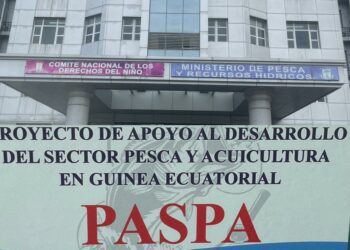 COMITE NACIONAL DE LOS
DERECHOS DEL NIÑO
MINISTERIO DE PESCA
Y RECURSOS HIDRICOS
ROYECTO DE APOYO AL DESARROLLO
DEL SECTOR PESCA Y ACUICULTURA
EN GUINEA ECUATORIAL
PASPA